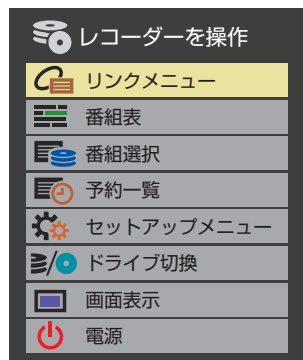 レコーダーを操作
リンクメニュー
番組表
番組選択
予約一覧
セットアップメニュー
ドライブ切換
画面表示
電源